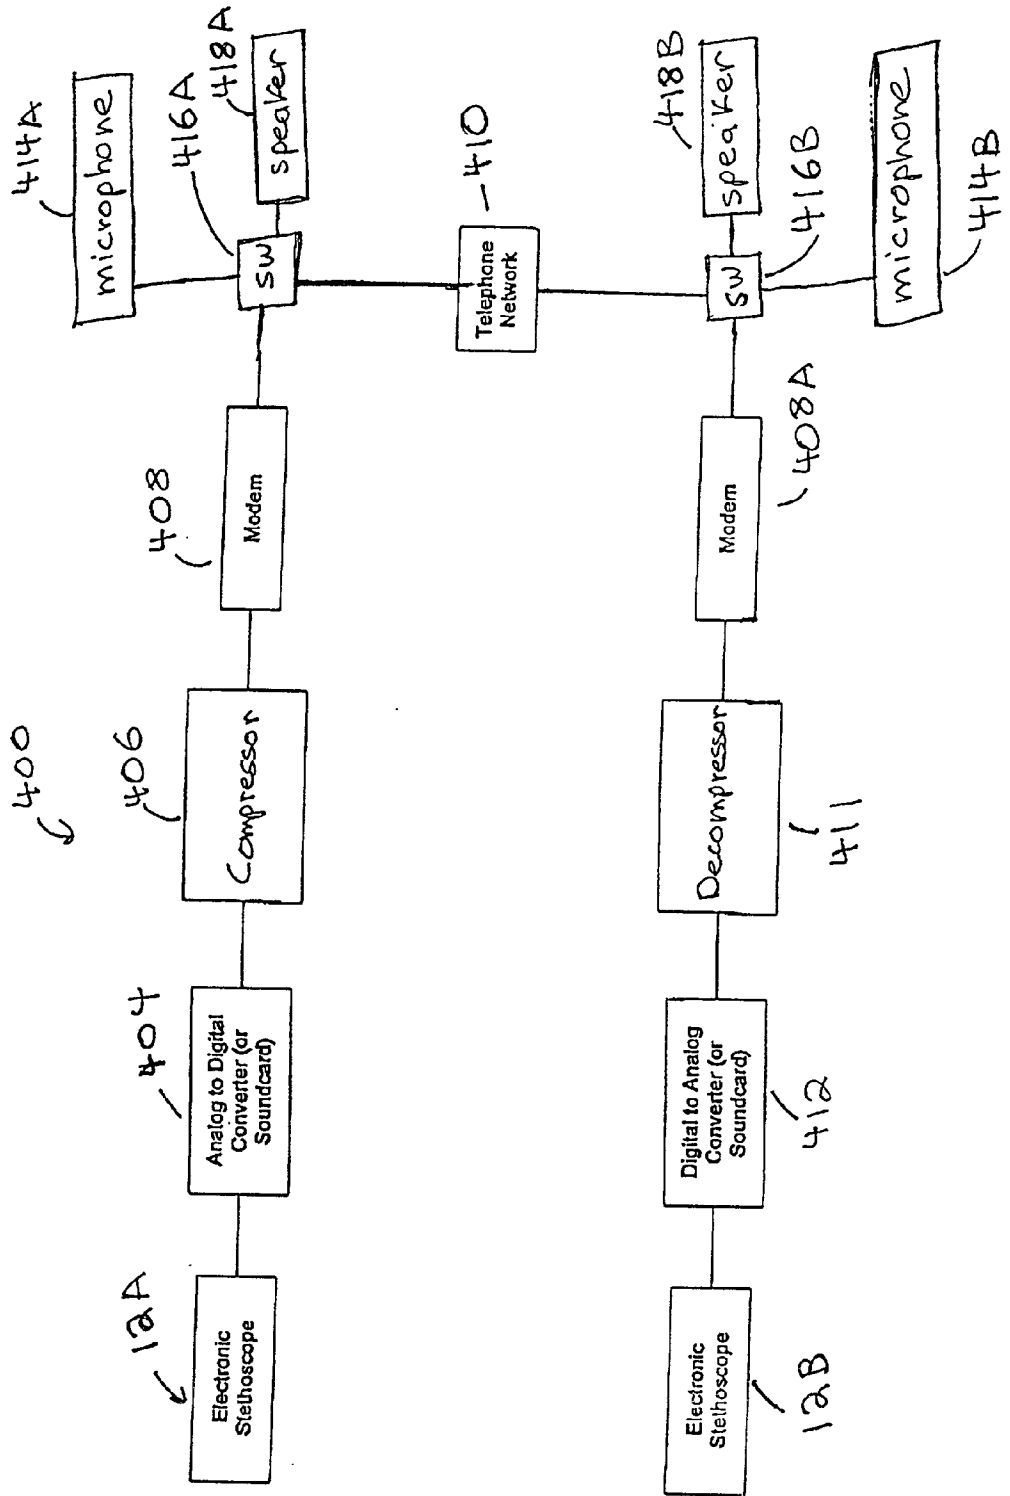 400
12A
Electronic
Stethoscope
404
Analog to Digital
Converter (or
Soundcard)
406
Compressor
408
Modem
414A
microphone
416A
SW
418A
speaker
410
Telephone
Network
12B
Electronic
Stethoscope
412
Digital to Analog
Converter (or
Soundcard)
411
Decompressor
408A
Modem
418B
speaker
SW
416B
microphone
414B